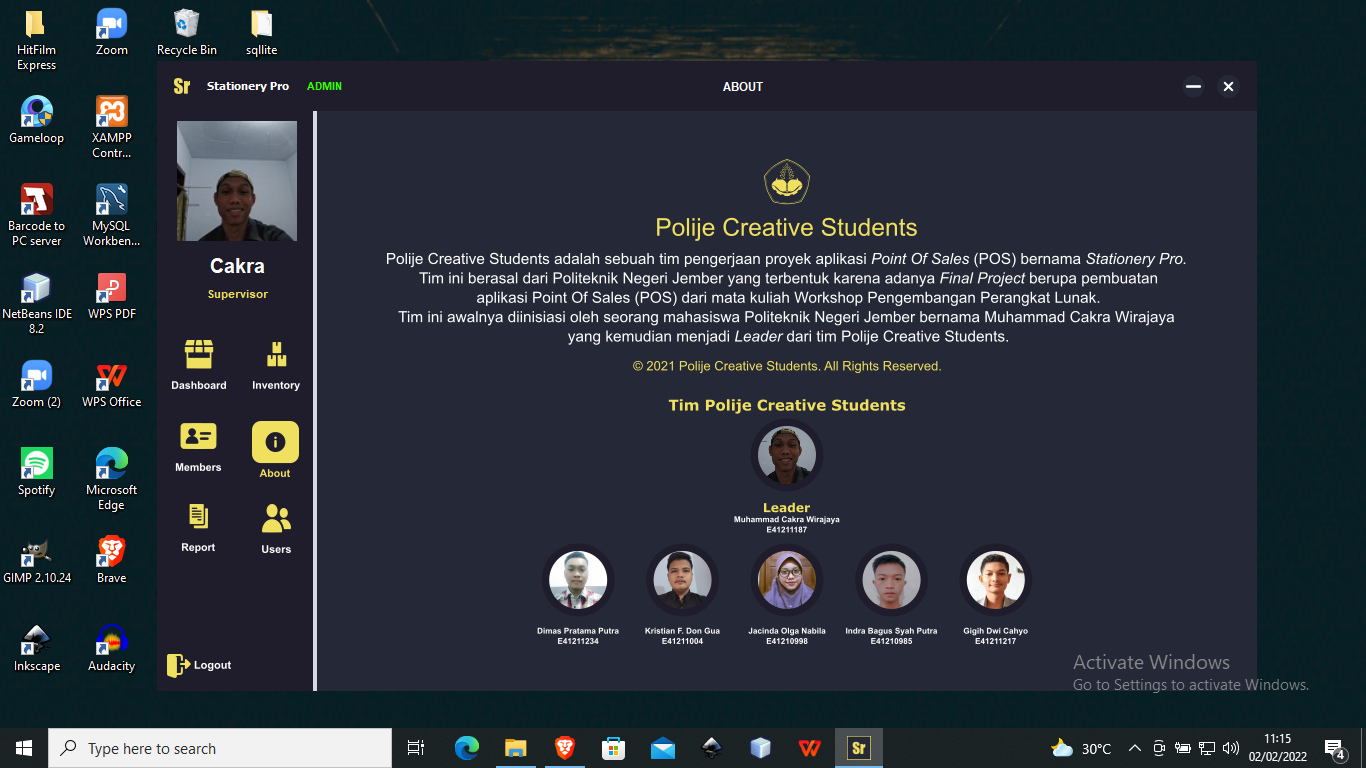 HitFilm
Express
Zoom
Recycle Bin
sqllite
Gameloop
XAMPP
Contr...
Barcode to
PC server
MySQL
Workben...
NetBeans IDE
8.2
WPS PDF
Zoom (2)
WPS Office
Spotify
Microsoft
Edge
GIMP 2.10.24
Brave
Inkscape
Audacity
Sr Stationery Pro ADMIN
ABOUT
Cakra
Supervisor
Dashboard
Inventory
Members
About
Report
Users
Logout
Polije Creative Students
Polije Creative Students adalah sebuah tim pengerjaan proyek aplikasi Point Of Sales (POS) bernama Stationery Pro.
Tim ini berasal dari Politeknik Negeri Jember yang terbentuk karena adanya Final Project berupa pembuatan
aplikasi Point Of Sales (POS) dari mata kuliah Workshop Pengembangan Perangkat Lunak.
Tim ini awalnya diinisiasi oleh seorang mahasiswa Politeknik Negeri Jember bernama Muhammad Cakra Wirajaya
yang kemudian menjadi Leader dari tim Polije Creative Students.
© 2021 Polije Creative Students. All Rights Reserved.
Tim Polije Creative Students
Leader
Muhammad Cakra Wirajaya
E41211187
Dimas Pratama Putra
E41211234
Kristian F. Don Gua
E41211004
Jacinda Olga Nabila
E41210998
Indra Bagus Syah Putra
E41210985
Gigih Dwi Cahyo
E41211217
Activate Windows
Go to Settings to activate Windows.
Type here to search
Sr
30°C
11:15
02/02/2022
4